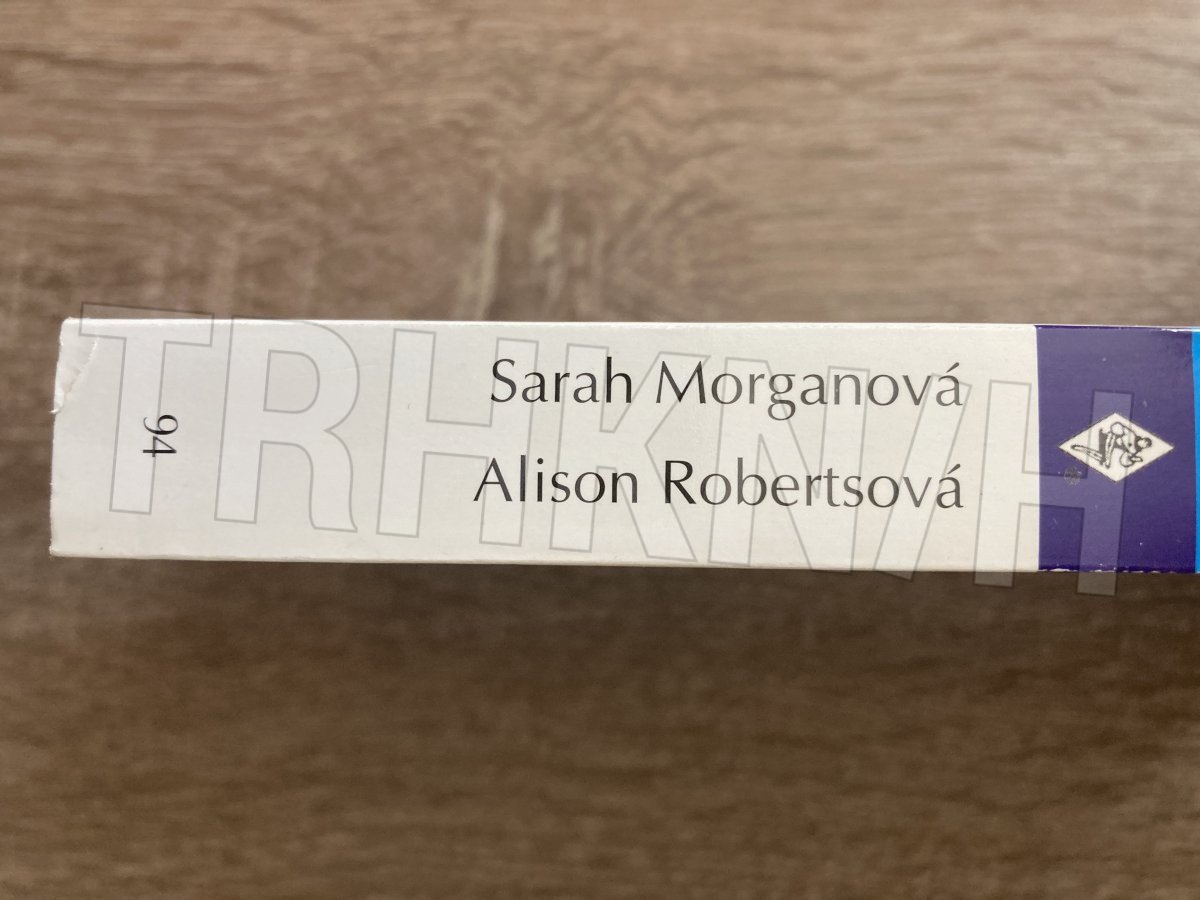 Sarah Morganová
Alison Robertsová
94
TRHKNIH